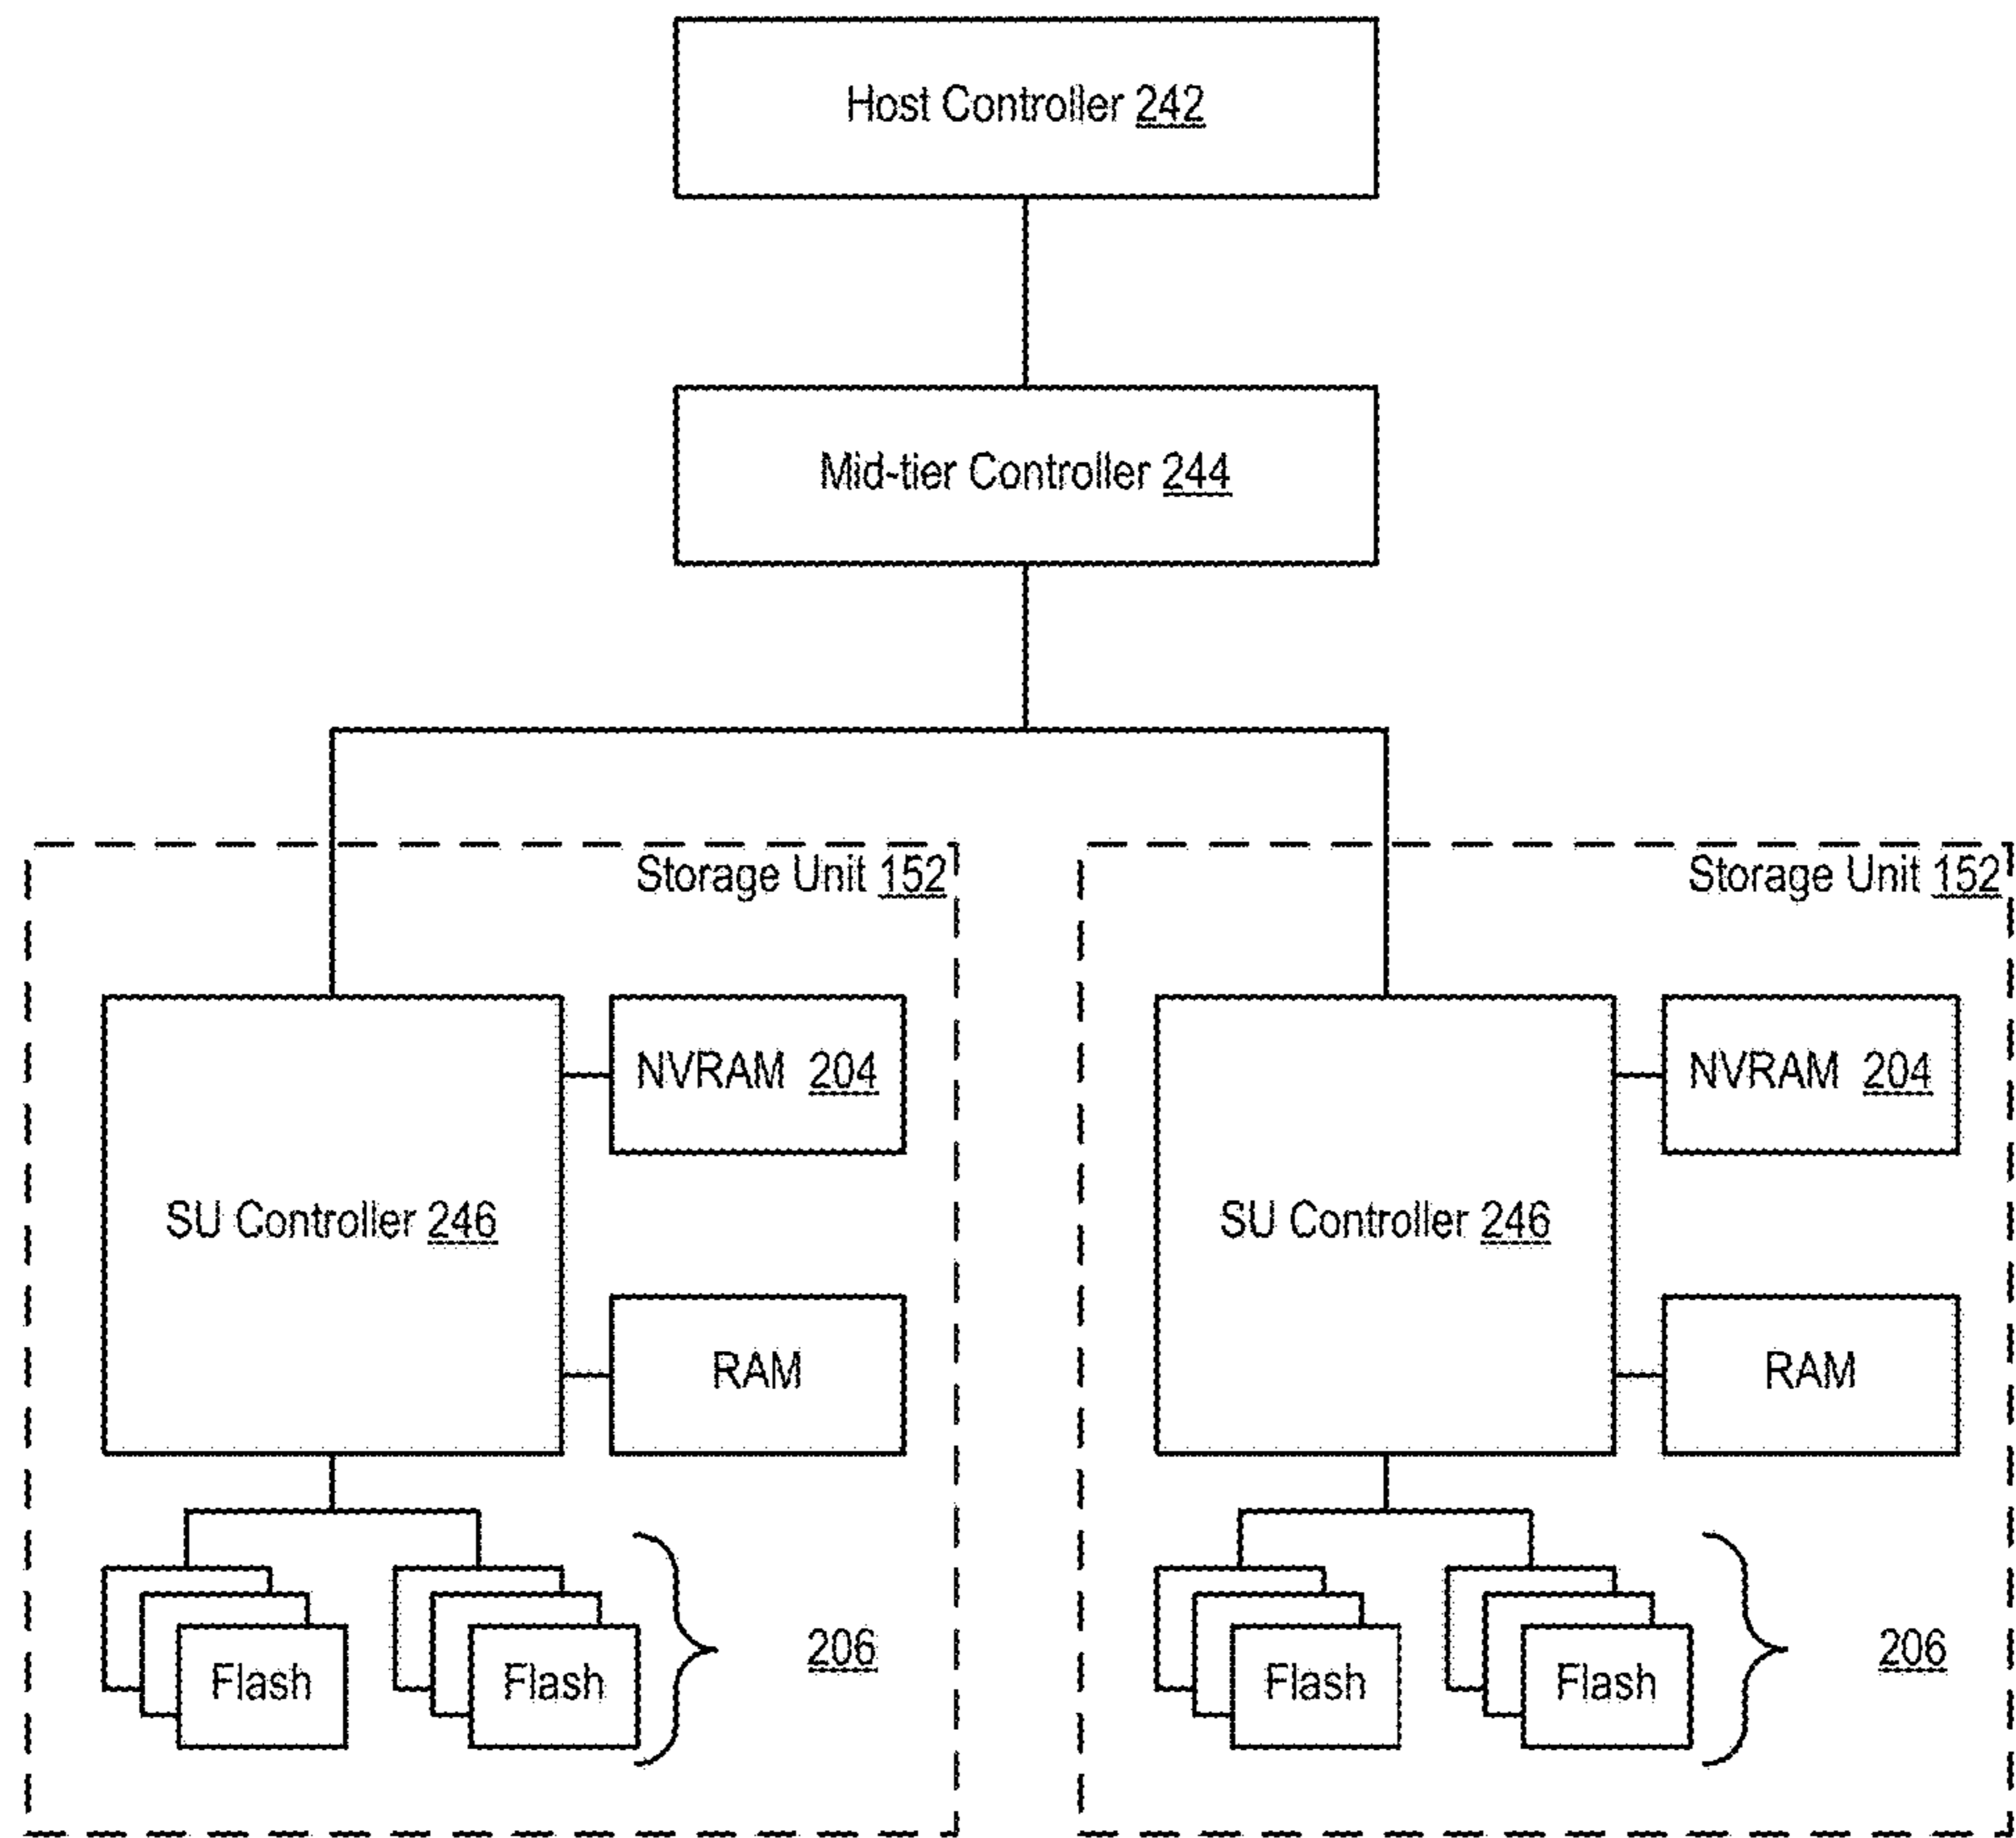 Host Controller 242
Mid-tier Controller 244
Storage Unit 152
SU Controller 246
NVRAM 204
RAM
Flash
Flash
206
Storage Unit 152
SU Controller 246
NVRAM 204
RAM
Flash
Flash
206